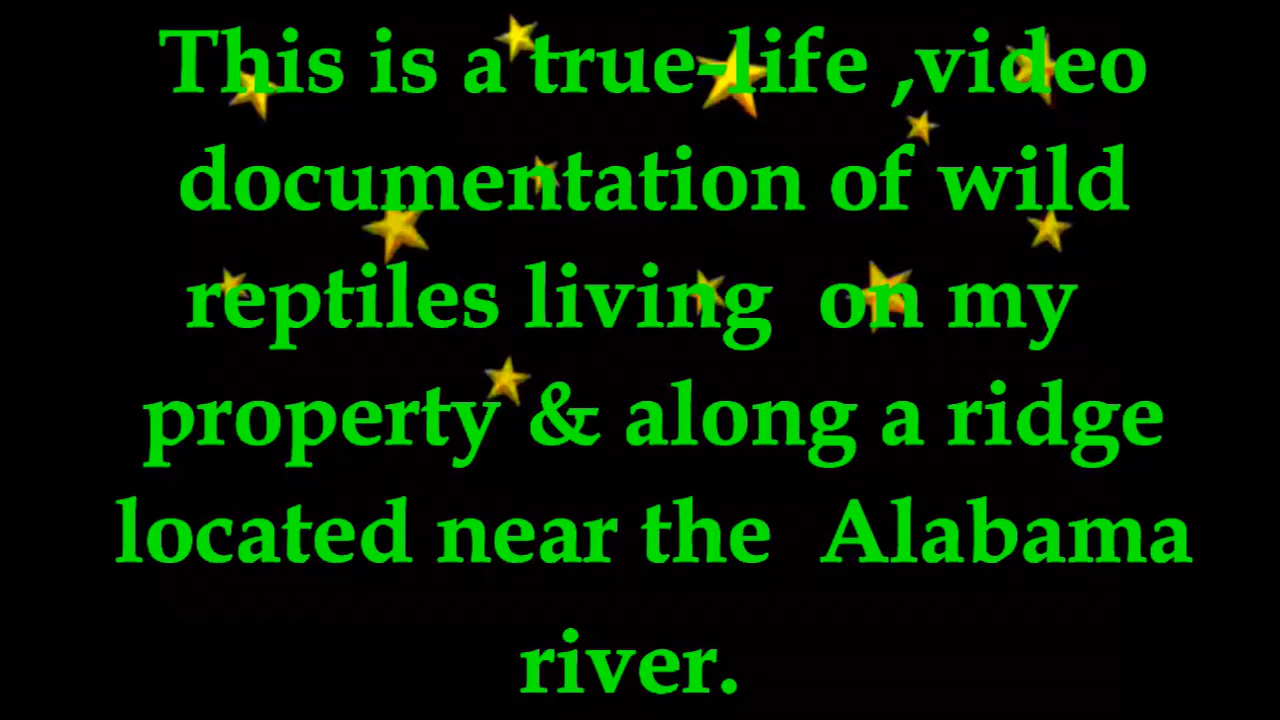 This is a true-life ,video
documentation of wild
reptiles living on my
property & along a ridge
located near the Alabama
river.